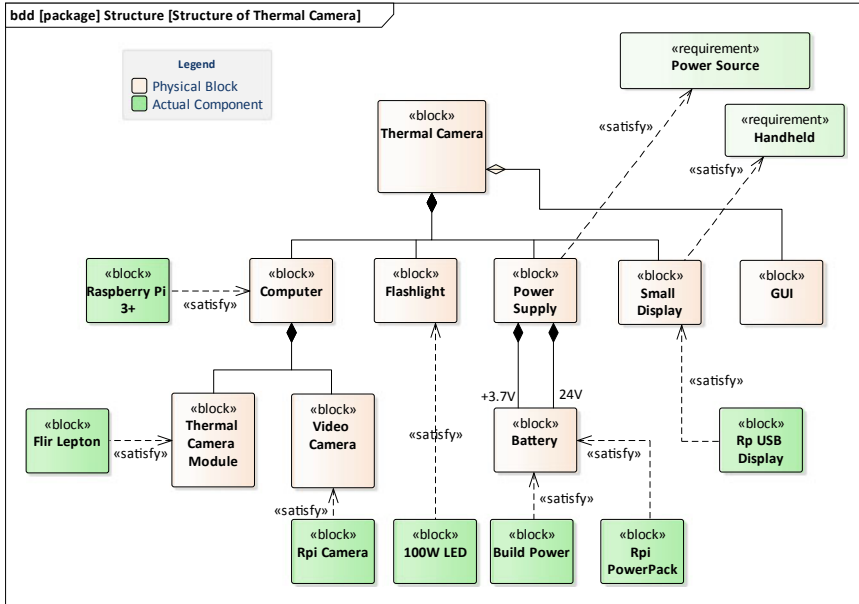 bdd [package] Structure [Structure of Thermal Camera]
Legend
Physical Block
Actual Component
«requirement»
Power Source
«satisfy»
«requirement»
Handheld
«satisfy»
«block»
Thermal Camera
«block»
Raspberry Pi
3+
«satisfy»
«block»
Computer
«block»
Flashlight
«block»
Power
Supply
«block»
Small
Display
«block»
GUI
«satisfy»
+3.7V
24V
«block»
Flir Lepton
«satisfy»
«block»
Thermal
Camera
Module
«block»
Video
Camera
«satisfy»
«block»
Battery
«satisfy»
«satisfy»
«block»
Rp USB
Display
«satisfy»
«block»
Rpi Camera
«block»
100W LED
«block»
Build Power
«block»
Rpi
PowerPack